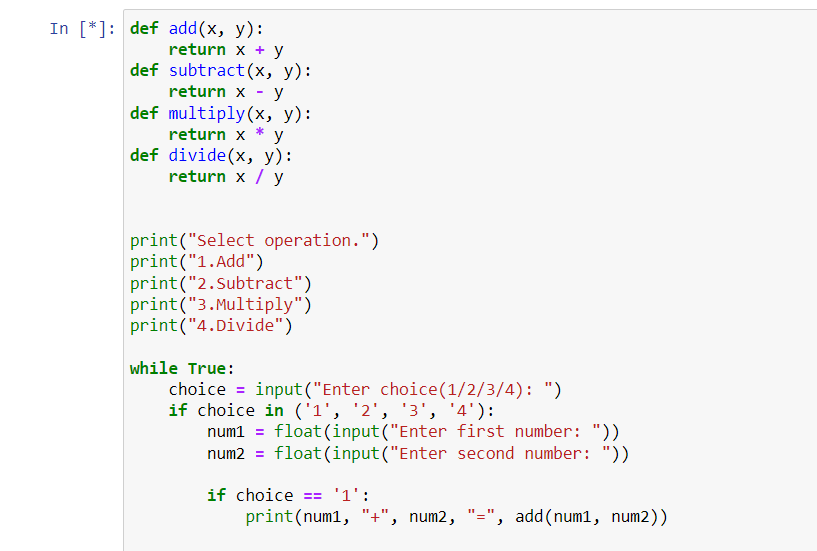 In [*]: def add(x, y):
    return x + y
def subtract(x, y):
    return x - y
def multiply(x, y):
    return x * y
def divide(x, y):
    return x / y
print("Select operation.")
print("1.Add")
print("2.Subtract")
print("3.Multiply")
print("4.Divide")
while True:
    choice = input("Enter choice(1/2/3/4): ")
    if choice in ('1', '2', '3', '4'):
        num1 = float(input("Enter first number: "))
        num2 = float(input("Enter second number: "))
        if choice == '1':
            print(num1, "+", num2, "=", add(num1, num2))